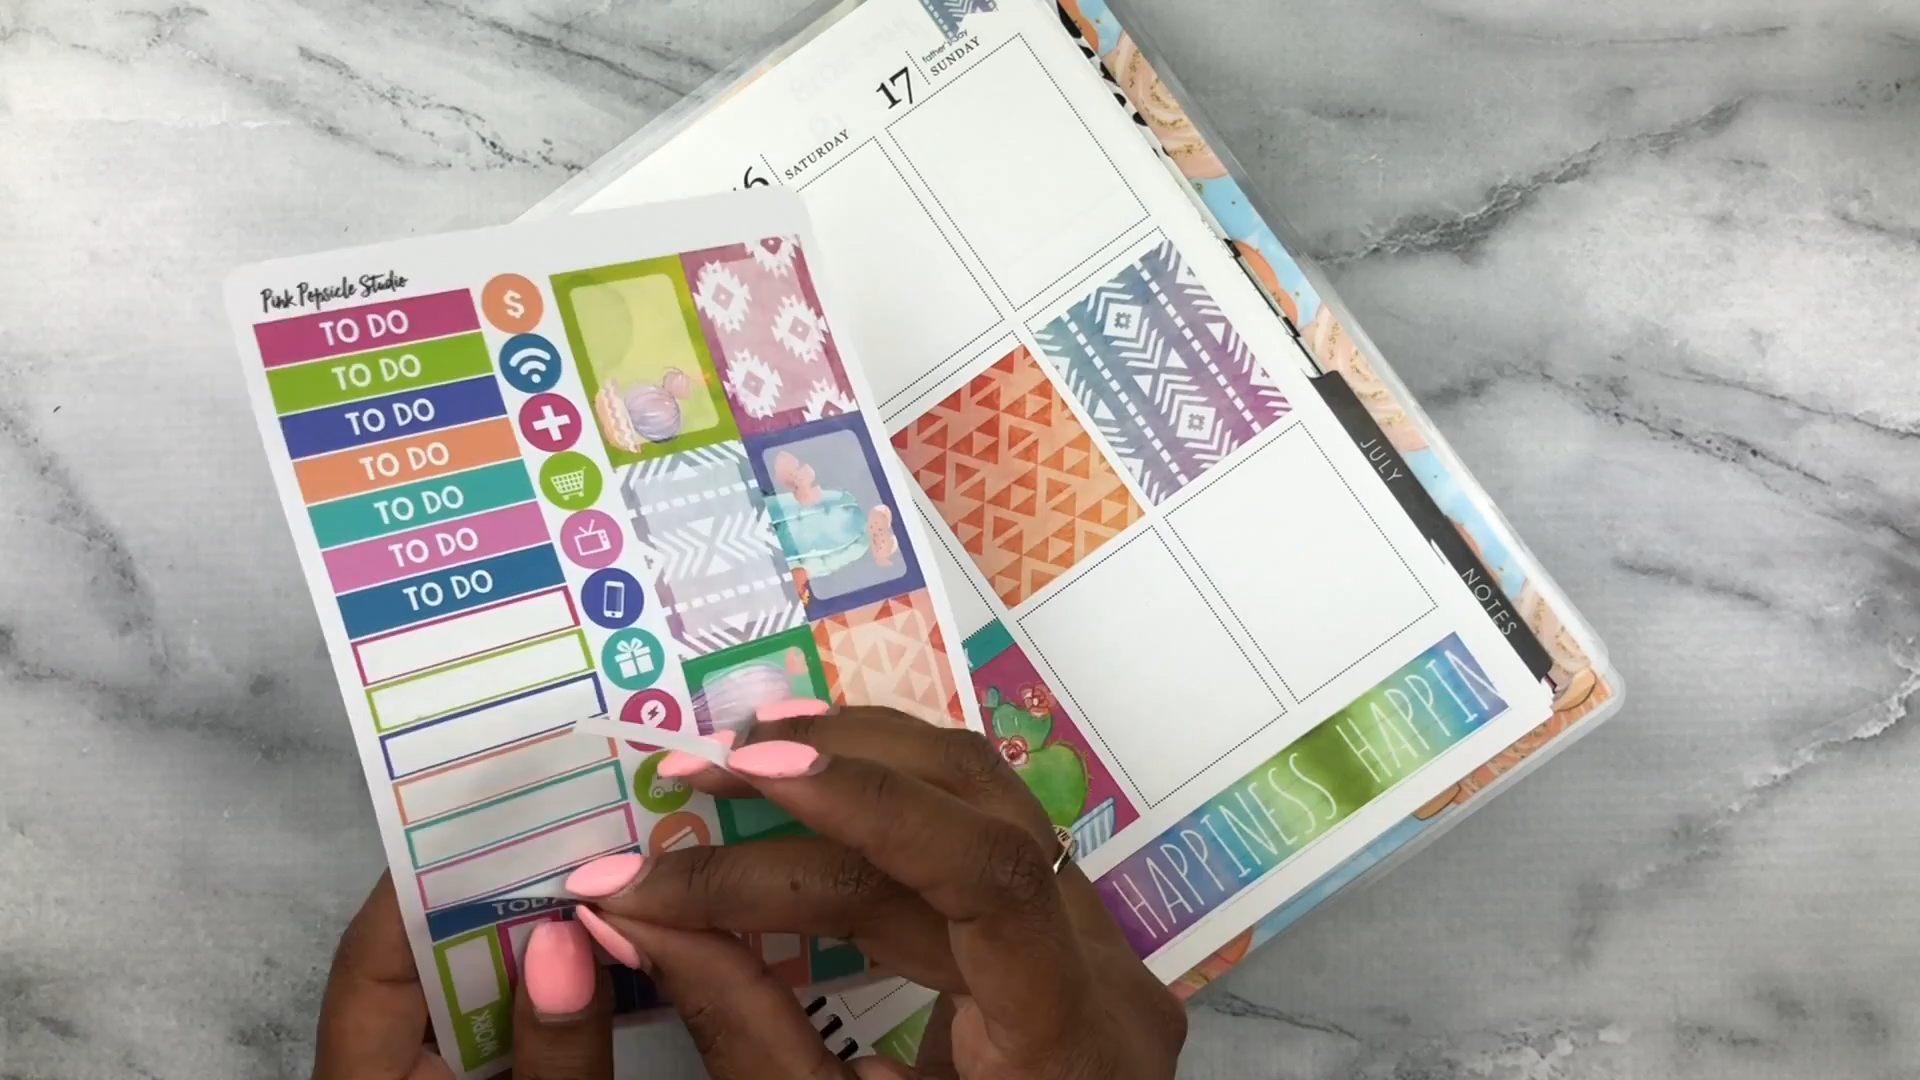 Pink Popsicle Studio
TO DO
TO DO
TO DO
TO DO
TO DO
TO DO
TO DO
WORK
SATURDAY
17
father's day
SUNDAY
JULY
NOTES
HAPPINESS HAPPIN